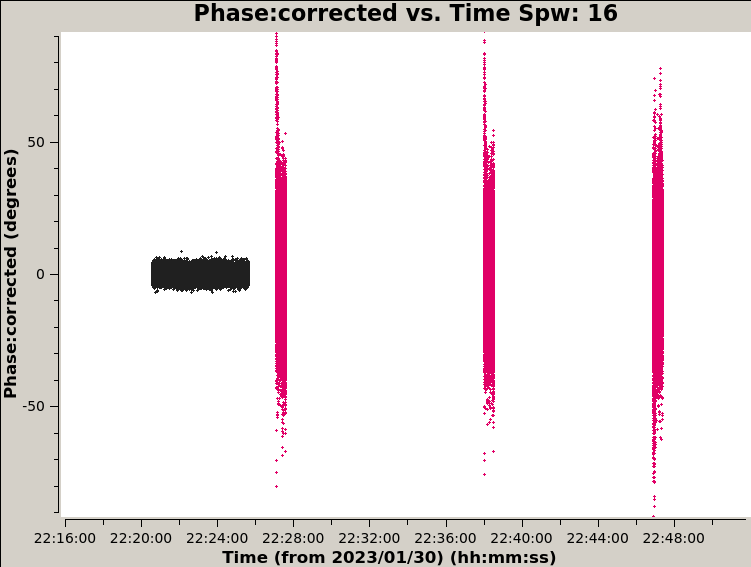 Phase:corrected vs. Time Spw: 16
Phase:corrected (degrees)
50
0
-50
22:16:00 22:20:00 22:24:00 22:28:00 22:32:00 22:36:00 22:40:00 22:44:00 22:48:00
Time (from 2023/01/30) (hh:mm:ss)